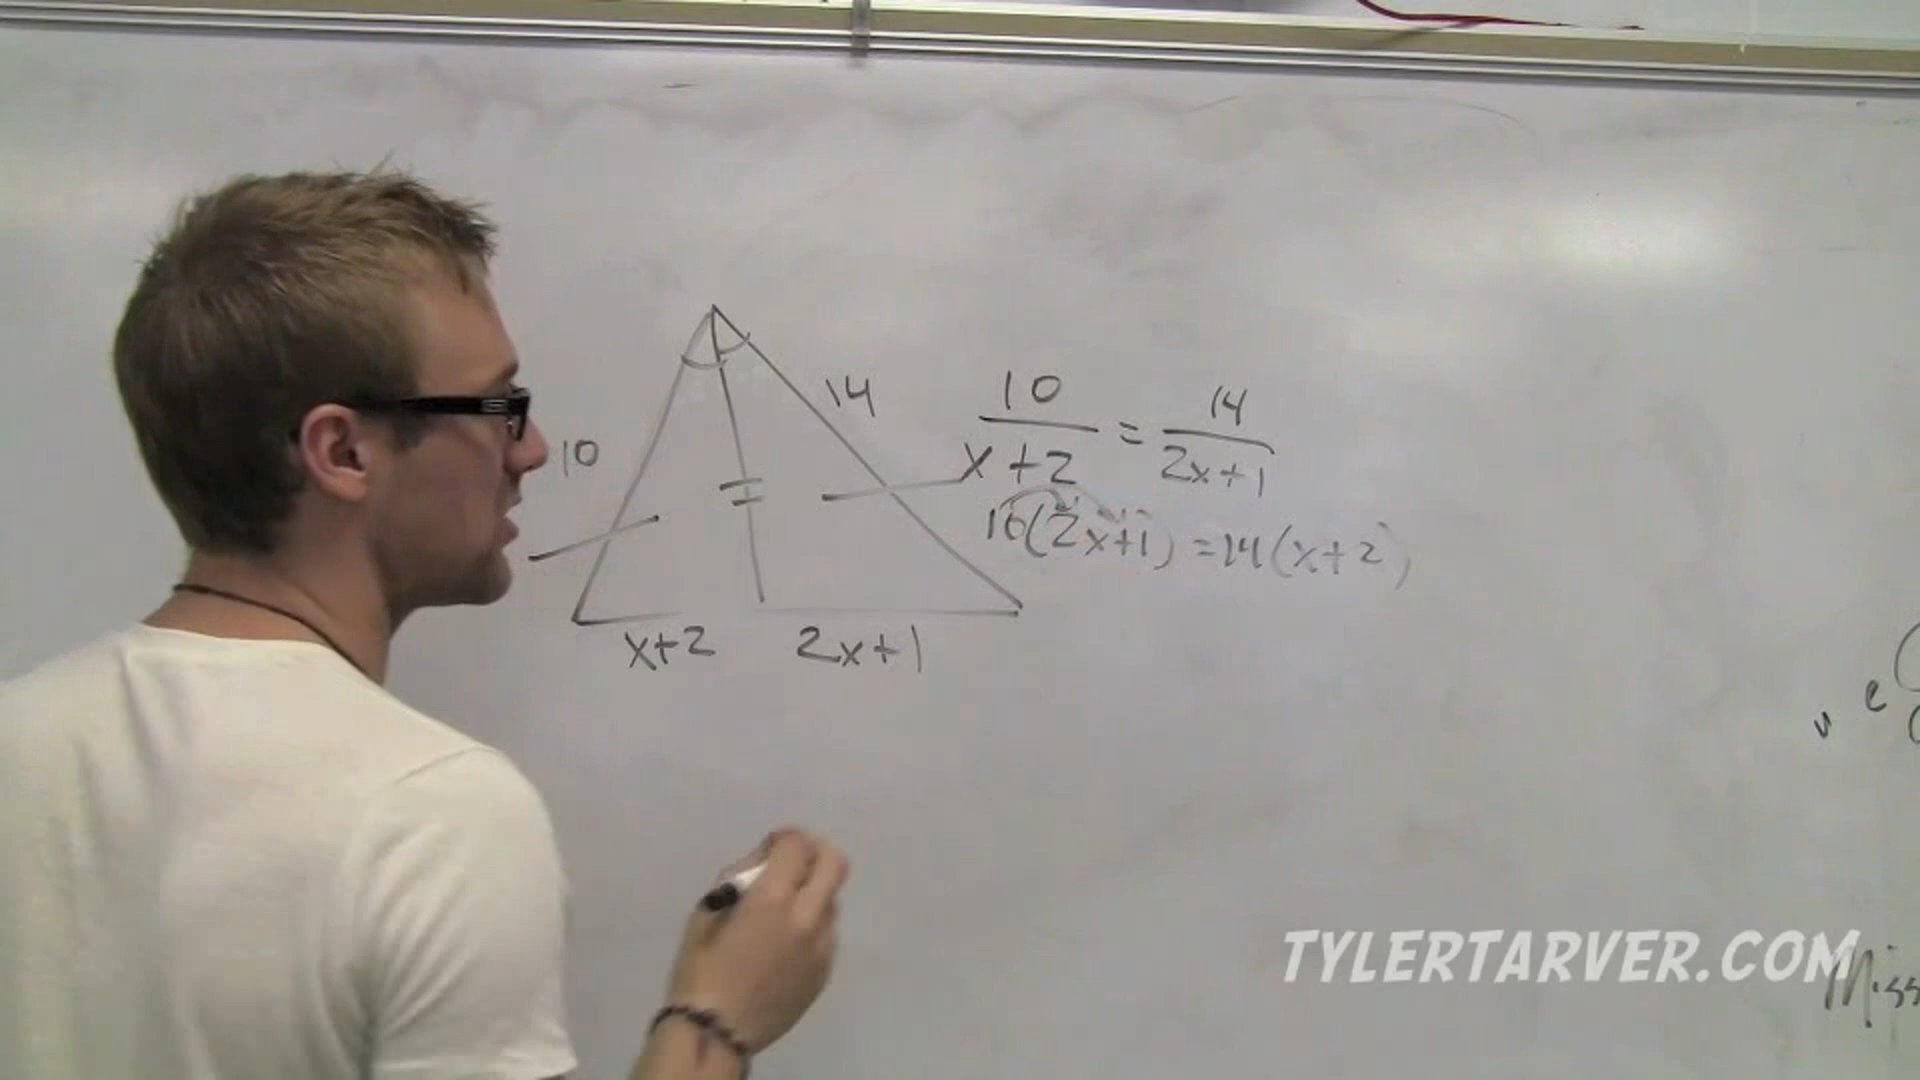 14
10
x+2 2x+1
10/x+2 = 14/2x+1
10(2x+1) = 14(x+2)
TYLERTARVER.COM